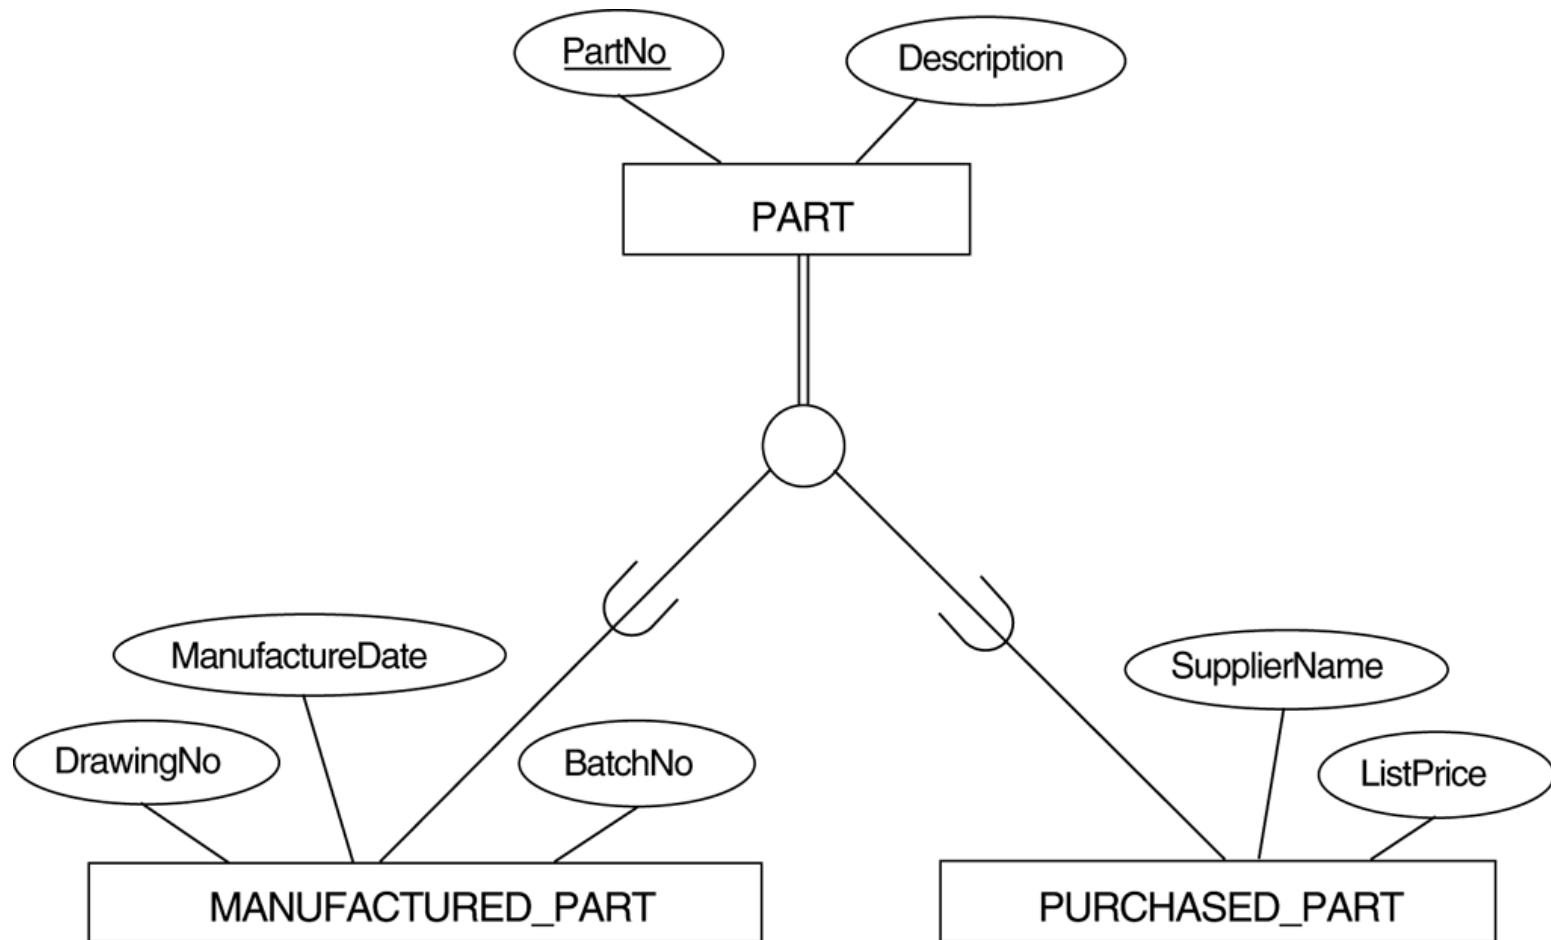 PartNo
Description
PART
ManufactureDate
SupplierName
DrawingNo
BatchNo
ListPrice
MANUFACTURED_PART
PURCHASED_PART